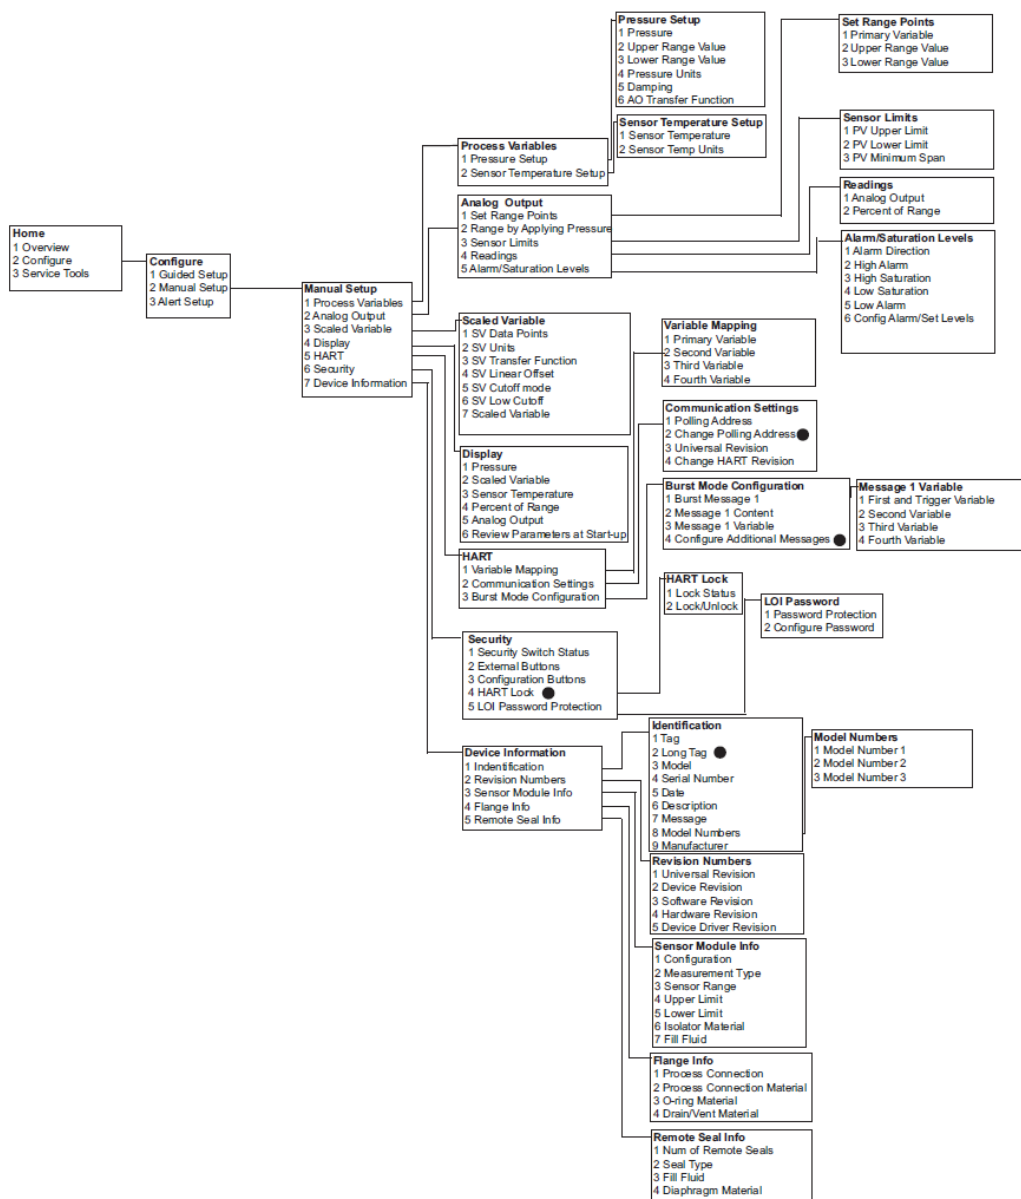 Home
1 Overview
2 Configure
3 Service Tools
Configure
1 Guided Setup
2 Manual Setup
3 Alert Setup
Manual Setup
1 Process Variables
2 Analog Output
3 Scaled Variable
4 Display
5 HART
6 Security
7 Device Information
Process Variables
1 Pressure Setup
2 Sensor Temperature Setup
Pressure Setup
1 Pressure
2 Upper Range Value
3 Lower Range Value
4 Pressure Units
5 Damping
6 AO Transfer Function
Sensor Temperature Setup
1 Sensor Temperature
2 Sensor Temp Units
Analog Output
1 Set Range Points
2 Range by Applying Pressure
3 Sensor Limits
4 Readings
5 Alarm/Saturation Levels
Set Range Points
1 Primary Variable
2 Upper Range Value
3 Lower Range Value
Sensor Limits
1 PV Upper Limit
2 PV Lower Limit
3 PV Minimum Span
Readings
1 Analog Output
2 Percent of Range
Alarm/Saturation Levels
1 Alarm Direction
2 High Alarm
3 High Saturation
4 Low Saturation
5 Low Alarm
6 Config Alarm/Set Levels
Scaled Variable
1 SV Data Points
2 SV Units
3 SV Transfer Function
4 SV Linear Offset
5 SV Cutoff mode
6 SV Low Cutoff
7 Scaled Variable
Display
1 Pressure
2 Scaled Variable
3 Sensor Temperature
4 Percent of Range
5 Analog Output
6 Review Parameters at Start-up
HART
1 Variable Mapping
2 Communication Settings
3 Burst Mode Configuration
Variable Mapping
1 Primary Variable
2 Second Variable
3 Third Variable
4 Fourth Variable
Communication Settings
1 Polling Address
2 Change Polling Address
3 Universal Revision
4 Change HART Revision
Burst Mode Configuration
1 Burst Message 1
2 Message 1 Content
3 Message 1 Variable
4 Configure Additional Messages
Message 1 Variable
1 First and Trigger Variable
2 Second Variable
3 Third Variable
4 Fourth Variable
Security
1 Security Switch Status
2 External Buttons
3 Configuration Buttons
4 HART Lock
5 LOI Password Protection
HART Lock
1 Lock Status
2 Lock/Unlock
LOI Password
1 Password Protection
2 Configure Password
Device Information
1 Indentification
2 Revision Numbers
3 Sensor Module Info
4 Flange Info
5 Remote Seal Info
Identification
1 Tag
2 Long Tag
3 Model
4 Serial Number
5 Date
6 Description
7 Message
8 Model Numbers
9 Manufacturer
Model Numbers
1 Model Number 1
2 Model Number 2
3 Model Number 3
Revision Numbers
1 Universal Revision
2 Device Revision
3 Software Revision
4 Hardware Revision
5 Device Driver Revision
Sensor Module Info
1 Configuration
2 Measurement Type
3 Sensor Range
4 Upper Limit
5 Lower Limit
6 Isolator Material
7 Fill Fluid
Flange Info
1 Process Connection
2 Process Connection Material
3 O-ring Material
4 Drain/Vent Material
Remote Seal Info
1 Num of Remote Seals
2 Seal Type
3 Fill Fluid
4 Diaphragm Material